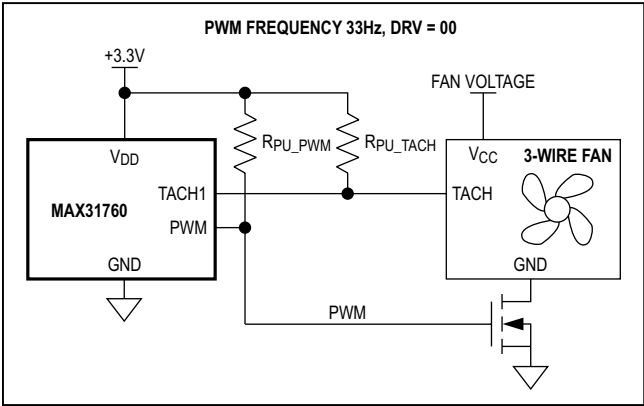 PWM FREQUENCY 33Hz, DRV = 00
+3.3V
FAN VOLTAGE
RPU_PWM
RPU_TACH
VDD
VCC
3-WIRE FAN
TACH1
TACH
MAX31760
PWM
GND
GND
PWM